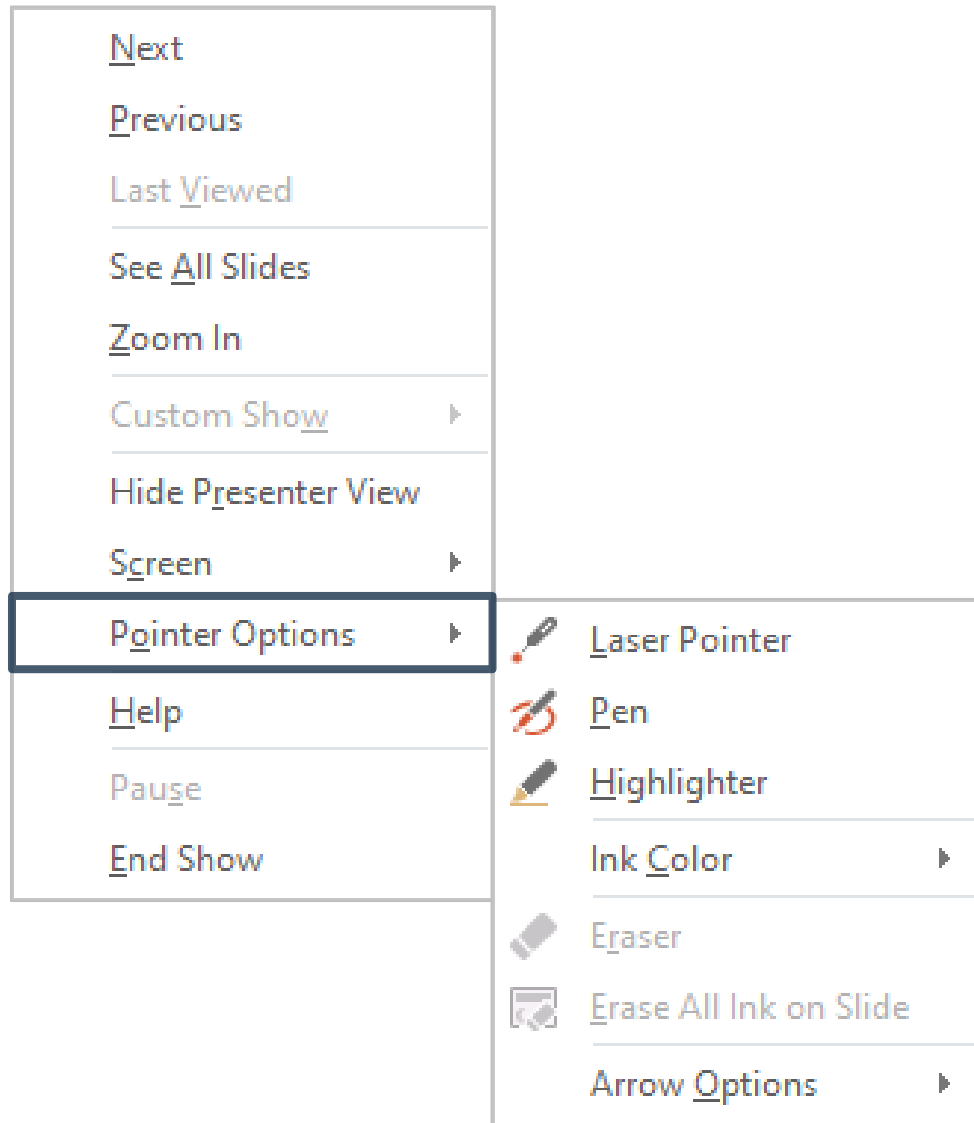 Next
Previous
Last Viewed
See All Slides
Zoom In
Custom Show
Hide Presenter View
Screen
Pointer Options
Help
Pause
End Show
Laser Pointer
Pen
Highlighter
Ink Color
Eraser
Erase All Ink on Slide
Arrow Options